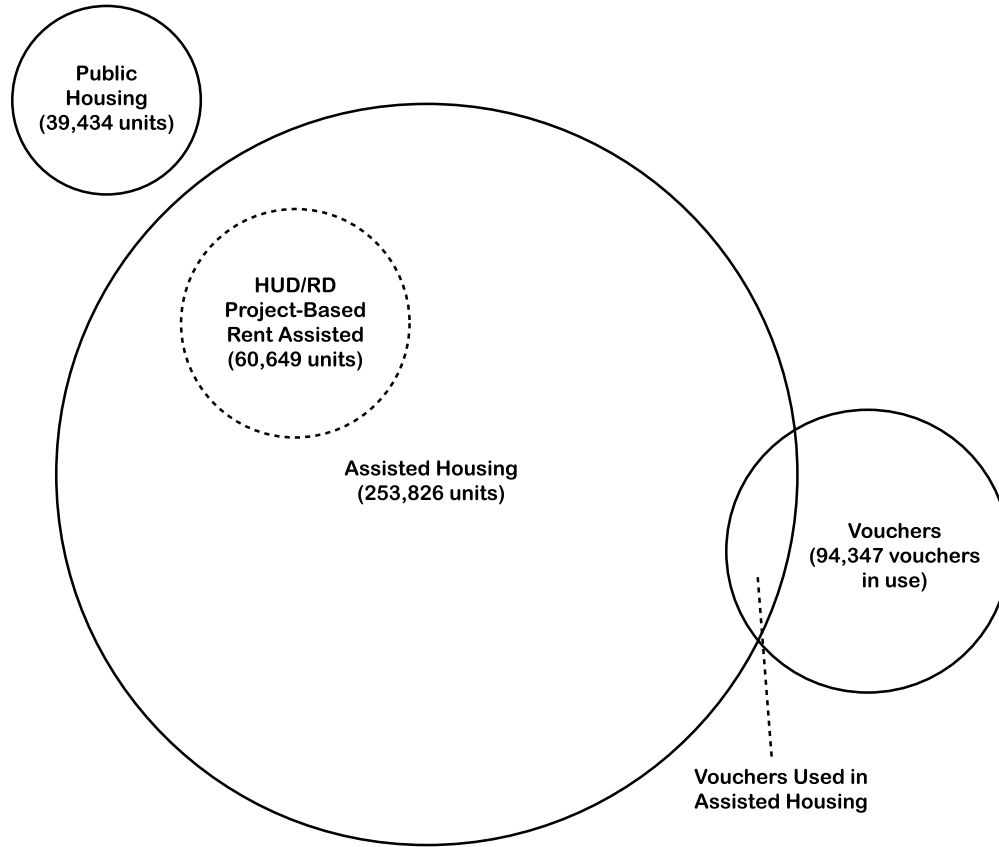 Public
Housing
(39,434 units)
HUD/RD
Project-Based
Rent Assisted
(60,649 units)
Assisted Housing
(253,826 units)
Vouchers
(94,347 vouchers
in use)
Vouchers Used in
Assisted Housing